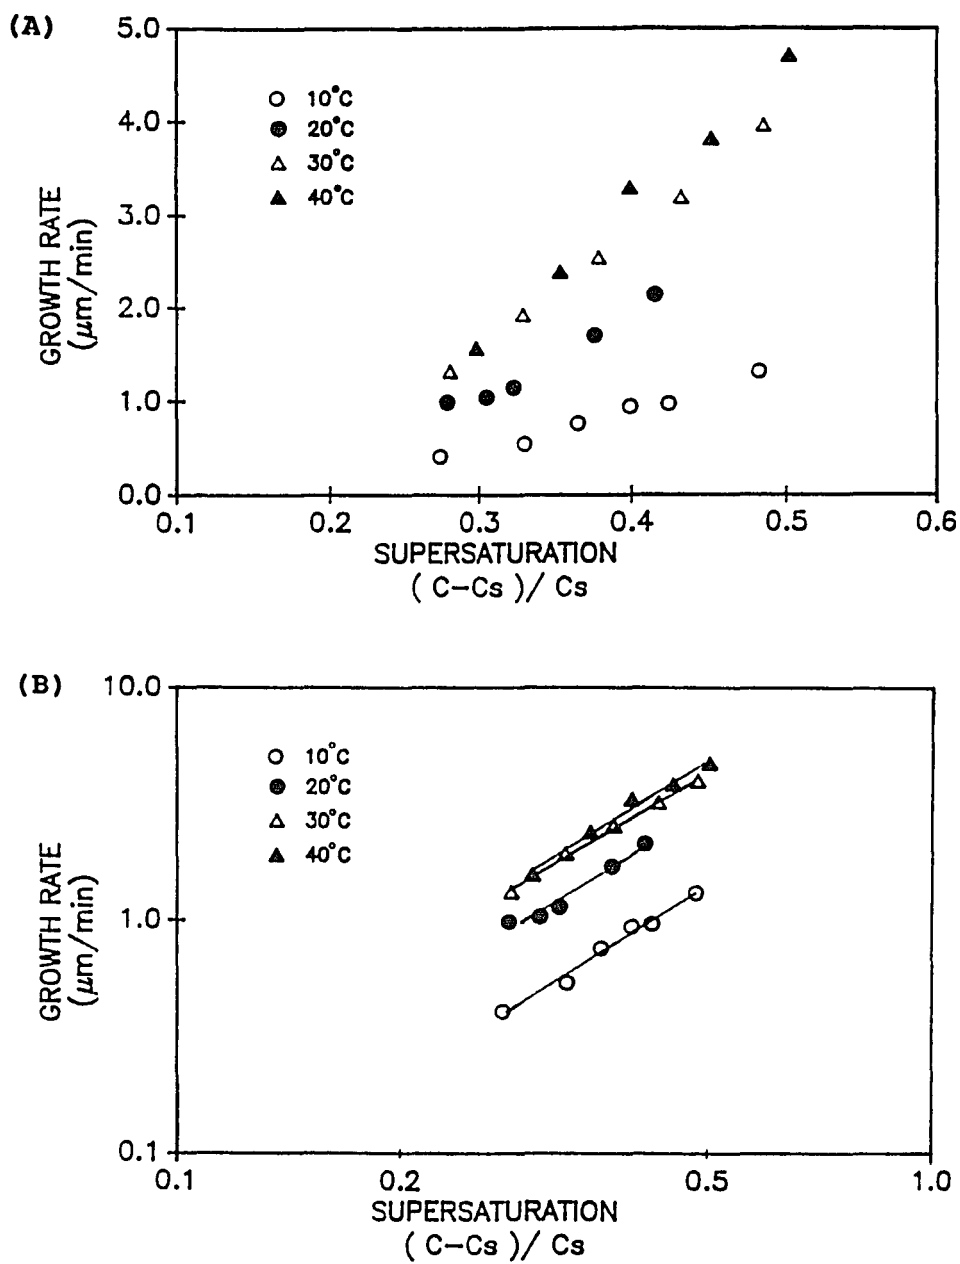 (A)
5.0
4.0
3.0
2.0
1.0
0.0
GROWTH RATE
(μm/min)
10°C
20°C
30°C
40°C
0.1 0.2 0.3 0.4 0.5 0.6
SUPERSATURATION
(C-Cs)/Cs
(B)
10.0
1.0
0.1
GROWTH RATE
(μm/min)
10°C
20°C
30°C
40°C
0.1 0.2 0.5 1.0
SUPERSATURATION
(C-Cs)/Cs